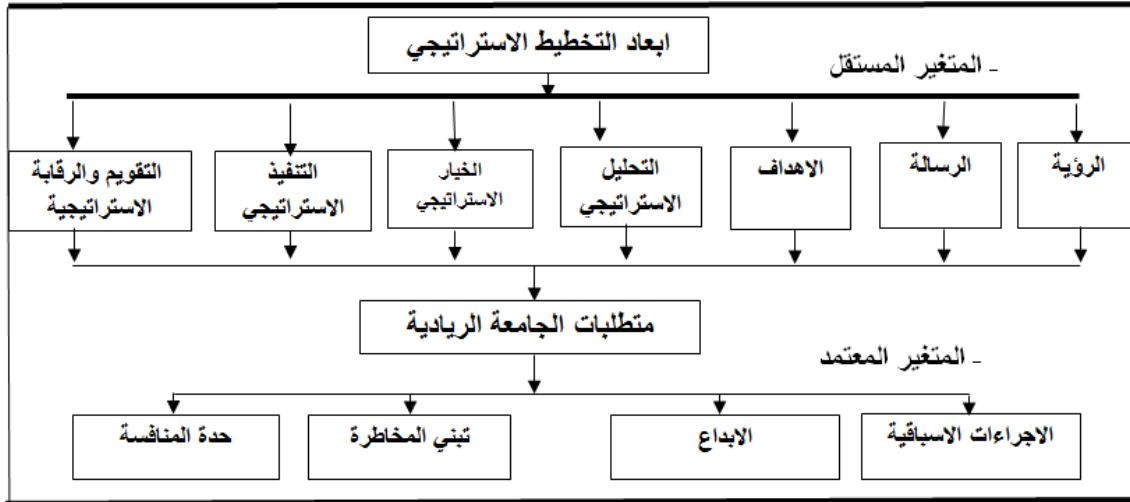 ابعاد التخطيط الاستراتيجي
- المتغير المستقل
الرؤية
الرسالة
الاهداف
التحليل
الاستراتيجي
الخيار
الاستراتيجي
التنفيذ
الاستراتيجي
التقويم والرقابة
الاستراتيجية
متطلبات الجامعة الريادية
- المتغير المعتمد
الاجراءات الاسباقية
الابداع
تبني المخاطرة
حدة المنافسة